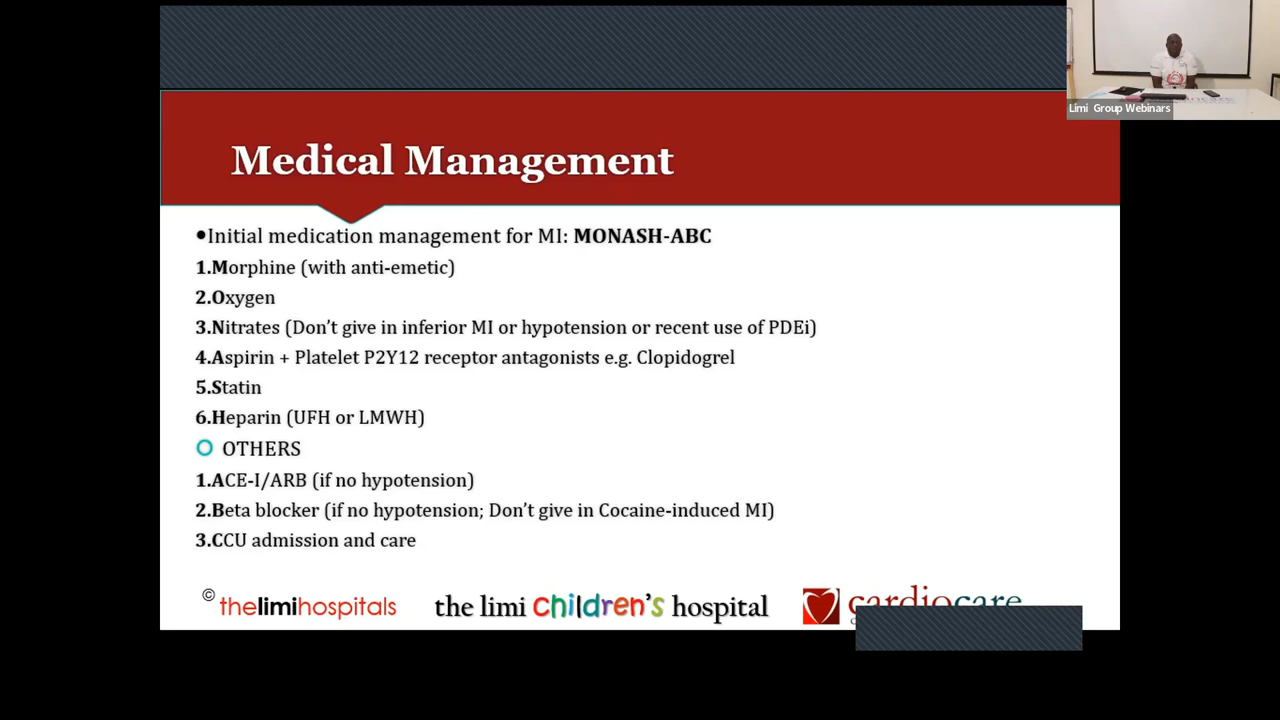 Medical Management
•Initial medication management for MI: MONASH-ABC
1.Morphine (with anti-emetic)
2.Oxygen
3.Nitrates (Don't give in inferior MI or hypotension or recent use of PDEi)
4.Aspirin + Platelet P2Y12 receptor antagonists e.g. Clopidogrel
5.Statin
6.Heparin (UFH or LMWH)
OTHERS
1.ACE-I/ARB (if no hypotension)
2.Beta blocker (if no hypotension; Don't give in Cocaine-induced MI)
3.CCU admission and care
© thelimihospitals
the limi children's hospital
cardiocare
Limi Group Webinars